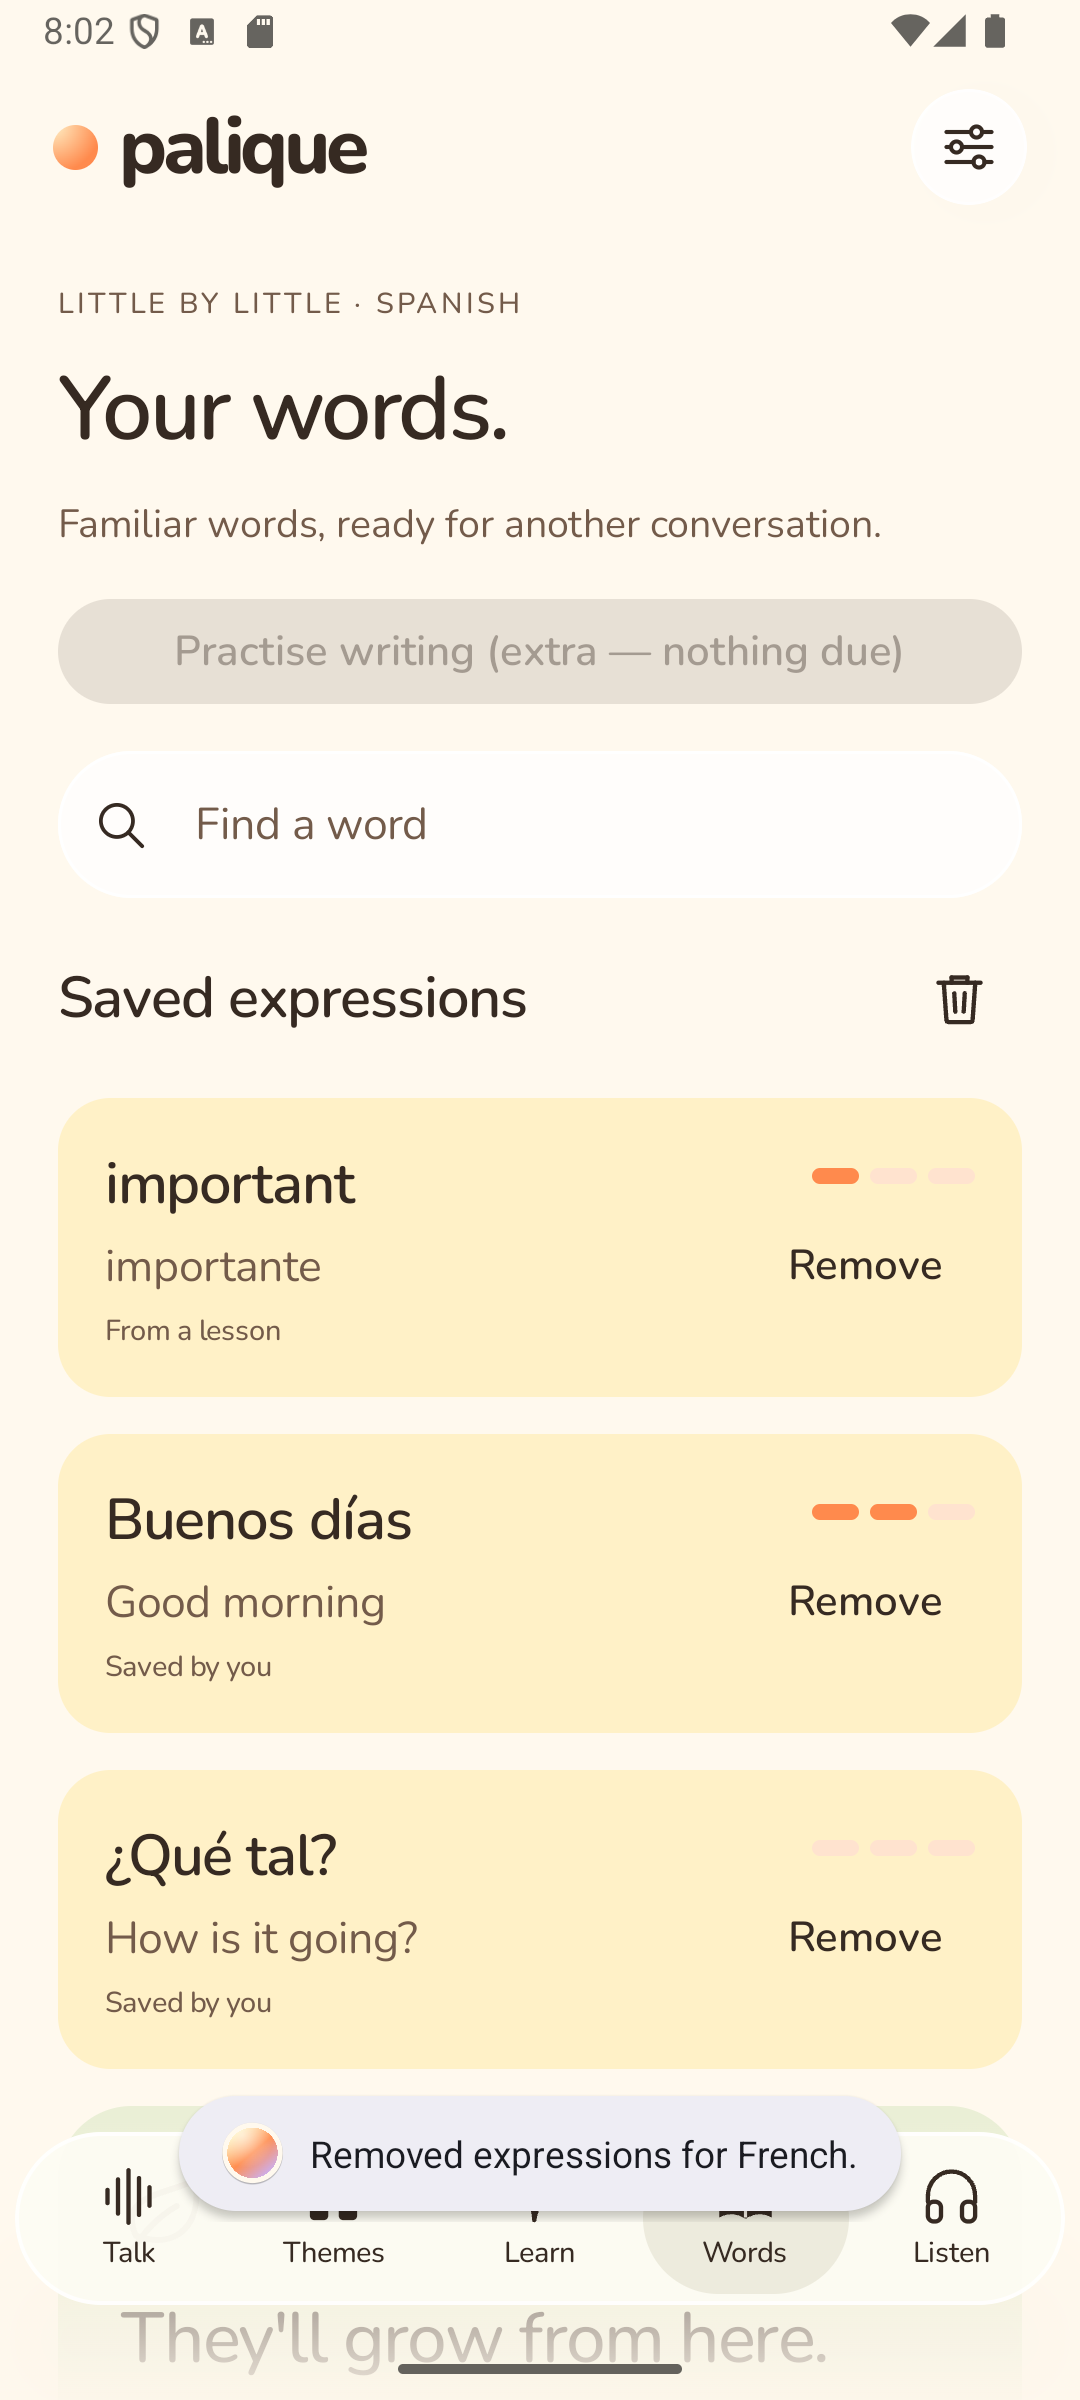 8:02
palique
LITTLE BY LITTLE · SPANISH
Your words.
Familiar words, ready for another conversation.
Practise writing (extra — nothing due)
Find a word
Saved expressions
important
importante
Remove
From a lesson
Buenos días
Good morning
Remove
Saved by you
¿Qué tal?
How is it going?
Remove
Saved by you
Removed expressions for French.
Talk
Themes
Learn
Words
Listen
They'll grow from here.